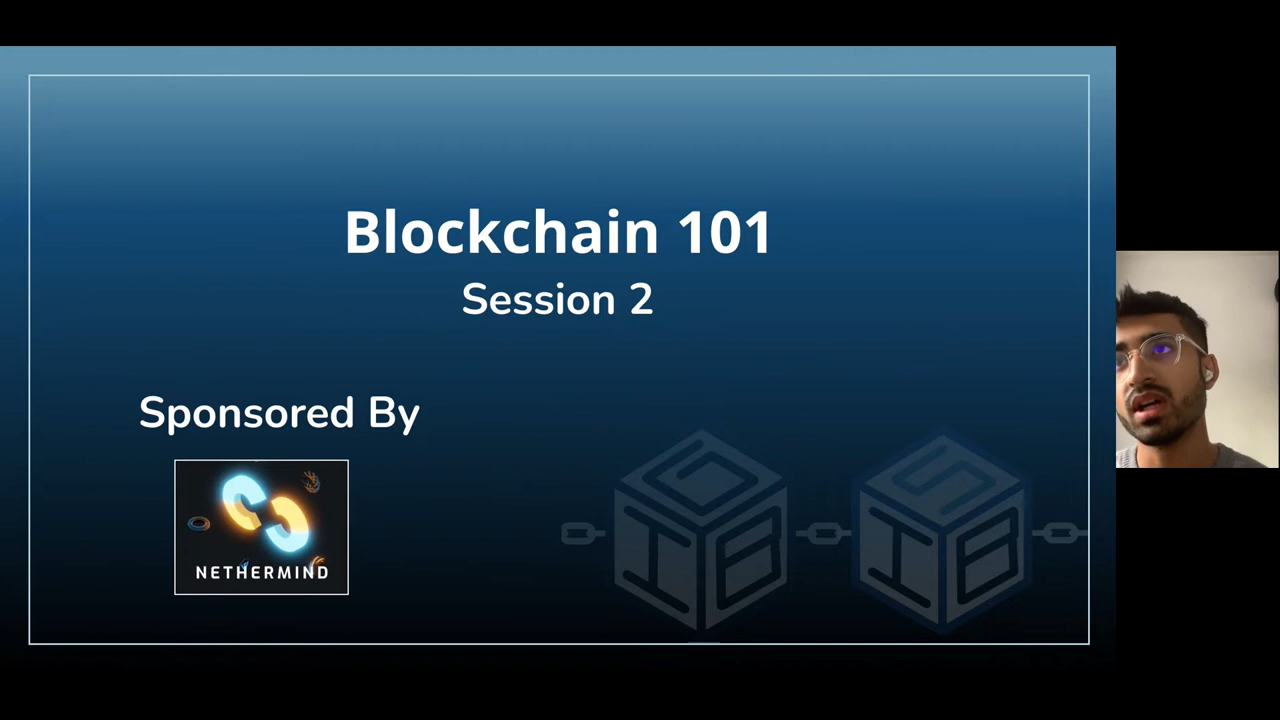 Blockchain 101
Session 2
Sponsored By
NETHERMIND
G
I B
S
I B